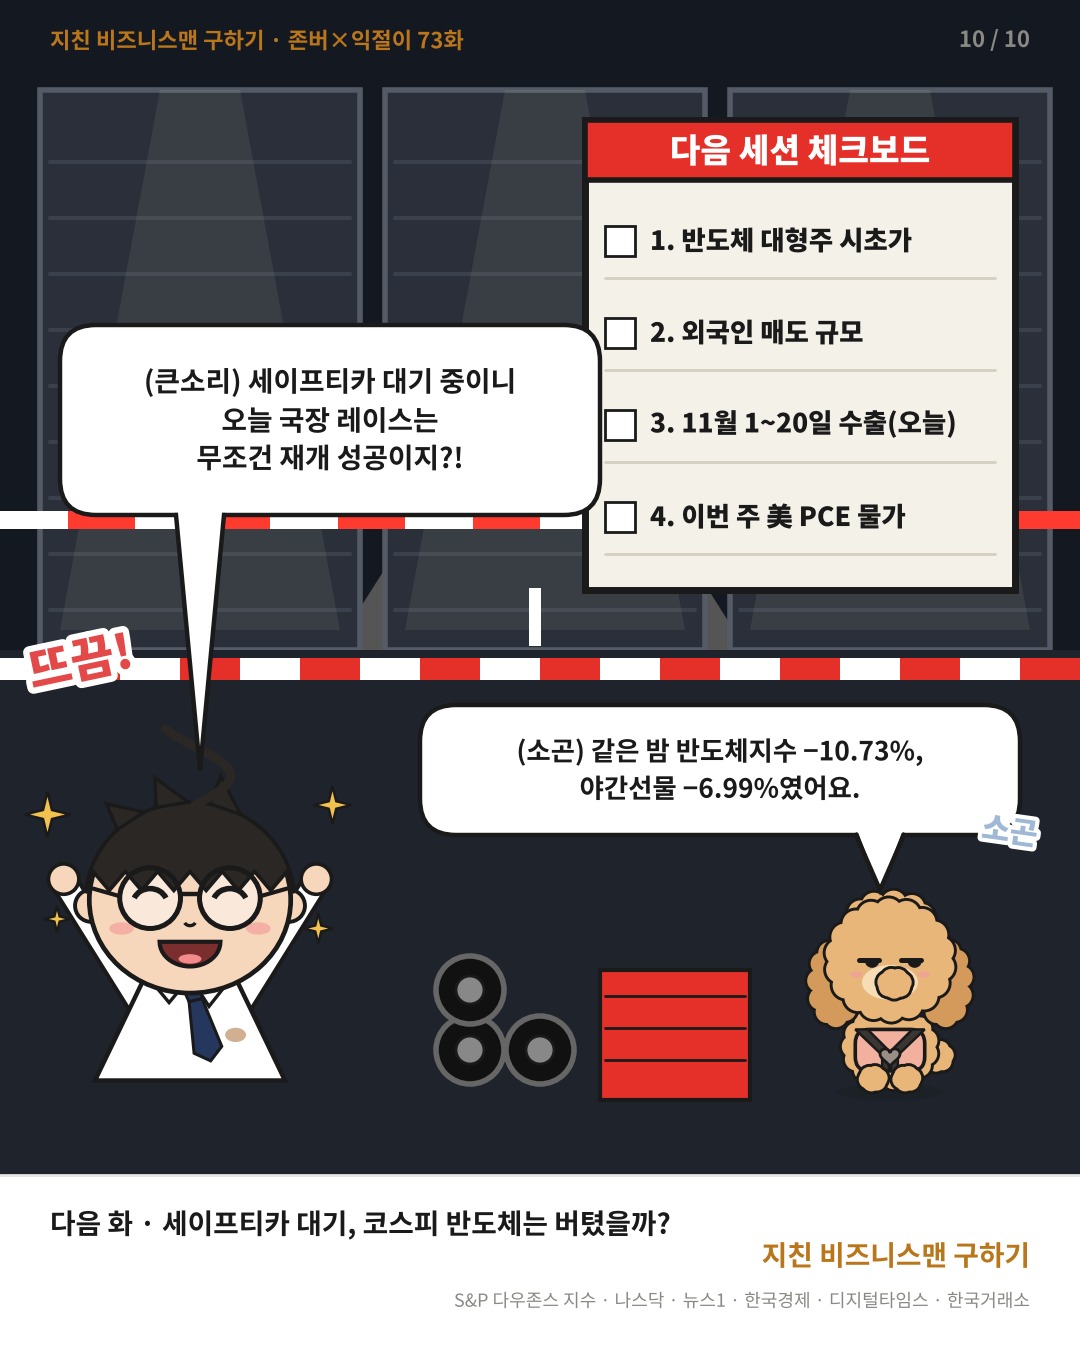 지친 비즈니스맨 구하기 · 존버×익절이 73화
10 / 10
다음 세션 체크보드
1. 반도체 대형주 시초가
2. 외국인 매도 규모
3. 11월 1~20일 수출(오늘)
4. 이번 주 美 PCE 물가
(큰소리) 세이프티카 대기 중이니
오늘 국장 레이스는
무조건 재개 성공이지?!
뜨끔!
(소곤) 같은 밤 반도체지수 −10.73%,
야간선물 −6.99%였어요.
소곤
다음 화 · 세이프티카 대기, 코스피 반도체는 버텼을까?
지친 비즈니스맨 구하기
S&P 다우존스 지수 · 나스닥 · 뉴스1 · 한국경제 · 디지털타임스 · 한국거래소